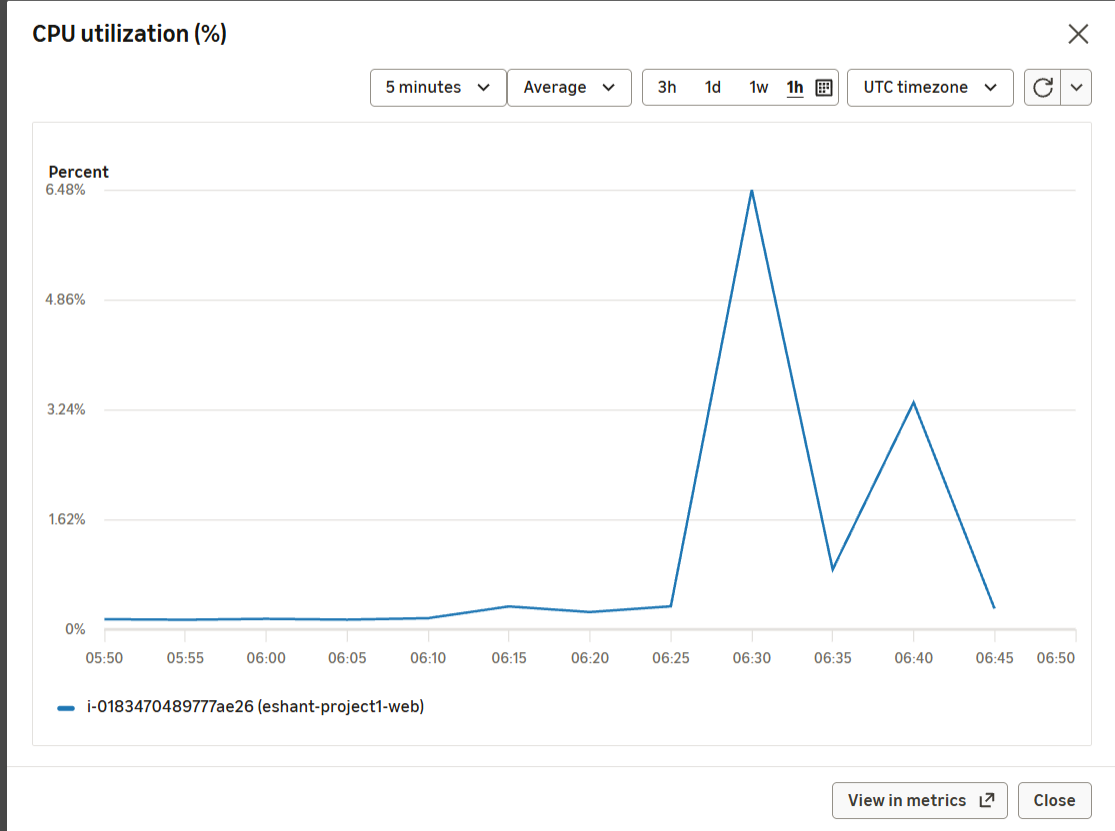 CPU utilization (%)
5 minutes Average 3h 1d 1w 1h UTC timezone
Percent
6.48%
4.86%
3.24%
1.62%
0%
05:50 05:55 06:00 06:05 06:10 06:15 06:20 06:25 06:30 06:35 06:40 06:45 06:50
i-0183470489777ae26 (eshant-project1-web)
View in metrics Close